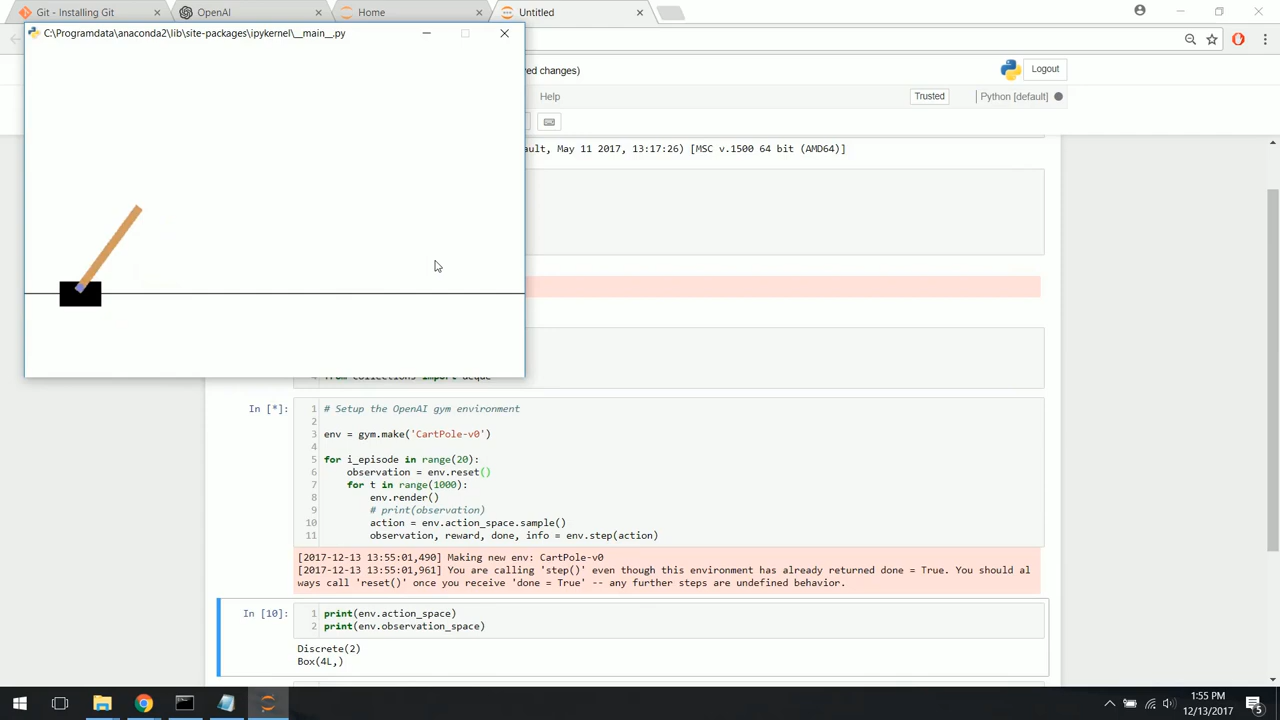 Git - Installing Git
OpenAI
Home
Untitled
C:\Programdata\anaconda2\lib\site-packages\ipykernel\__main__.py
ved changes)
Logout
Help
Trusted
Python [default]
ault, May 11 2017, 13:17:26) [MSC v.1500 64 bit (AMD64)]
In [*]:
1 # Setup the OpenAI gym environment
2
3 env = gym.make('CartPole-v0')
4
5 for i_episode in range(20):
6 observation = env.reset()
7 for t in range(1000):
8 env.render()
9 # print(observation)
10 action = env.action_space.sample()
11 observation, reward, done, info = env.step(action)
[2017-12-13 13:55:01,490] Making new env: CartPole-v0
[2017-12-13 13:55:01,961] You are calling 'step()' even though this environment has already returned done = True. You should al
ways call 'reset()' once you receive 'done = True' -- any further steps are undefined behavior.
In [10]:
1 print(env.action_space)
2 print(env.observation_space)
Discrete(2)
Box(4L,)
1:55 PM
12/13/2017
5